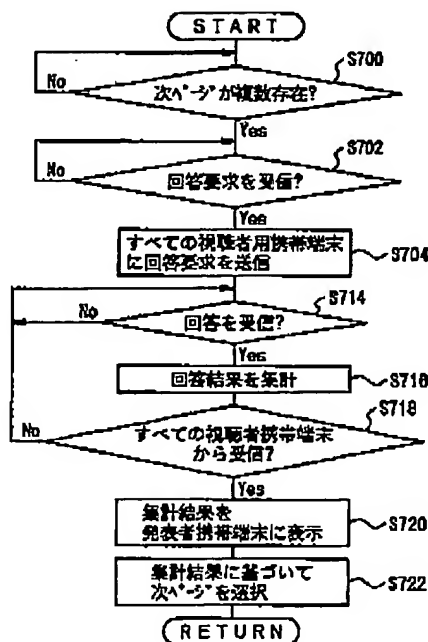 START
S700
次ページが複数存在?
No
Yes
S702
回答要求を受信?
No
Yes
すべての視聴者用携帯端末
に回答要求を送信
S704
S714
回答を受信?
No
Yes
回答結果を集計
S716
S718
すべての視聴者携帯端末
から受信?
No
Yes
集計結果を
発表者携帯端末に表示
S720
集計結果に基づいて
次ページを選択
S722
RETURN